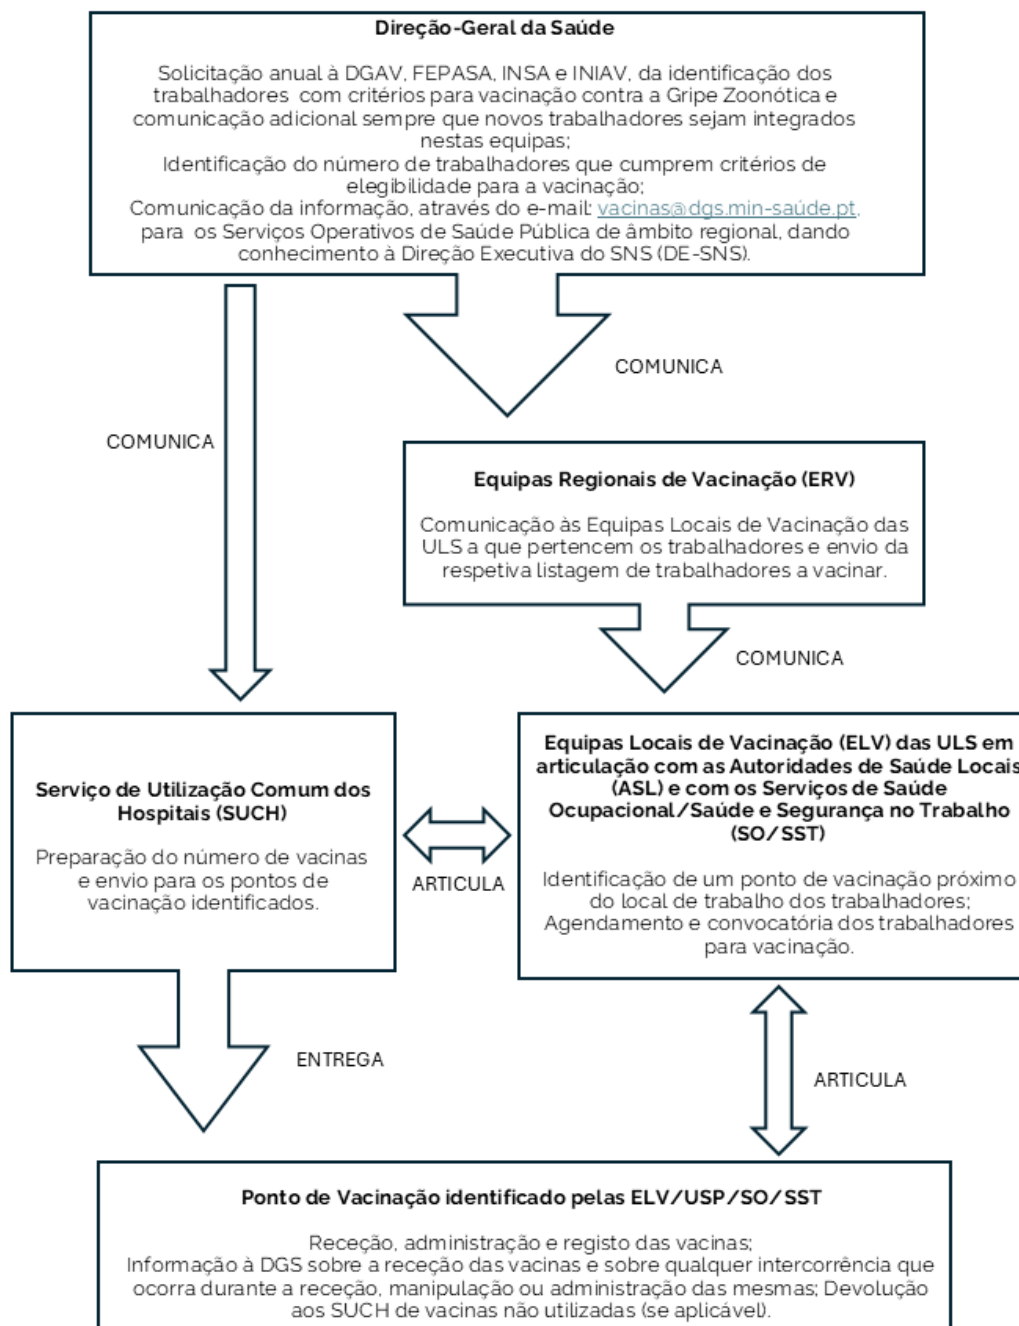 Direção-Geral da Saúde
Solicitação anual à DGAV, FEPASA, INSA e INIAV, da identificação dos
trabalhadores com critérios para vacinação contra a Gripe Zoonótica e
comunicação adicional sempre que novos trabalhadores sejam integrados
nestas equipas;
Identificação do número de trabalhadores que cumprem critérios de
elegibilidade para a vacinação;
Comunicação da informação, através do e-mail: vacinas@dgs.min-saúde.pt,
para os Serviços Operativos de Saúde Pública de âmbito regional, dando
conhecimento à Direção Executiva do SNS (DE-SNS).
COMUNICA
COMUNICA
Equipas Regionais de Vacinação (ERV)
Comunicação às Equipas Locais de Vacinação das
ULS a que pertencem os trabalhadores e envio da
respetiva listagem de trabalhadores a vacinar.
COMUNICA
Serviço de Utilização Comum dos
Hospitais (SUCH)
Preparação do número de vacinas
e envio para os pontos de
vacinação identificados.
ARTICULA
Equipas Locais de Vacinação (ELV) das ULS em
articulação com as Autoridades de Saúde Locais
(ASL) e com os Serviços de Saúde
Ocupacional/Saúde e Segurança no Trabalho
(SO/SST)
Identificação de um ponto de vacinação próximo
do local de trabalho dos trabalhadores;
Agendamento e convocatória dos trabalhadores
para vacinação.
ENTREGA
ARTICULA
Ponto de Vacinação identificado pelas ELV/USP/SO/SST
Receção, administração e registo das vacinas;
Informação à DGS sobre a receção das vacinas e sobre qualquer intercorrência que
ocorra durante a receção, manipulação ou administração das mesmas; Devolução
aos SUCH de vacinas não utilizadas (se aplicável).